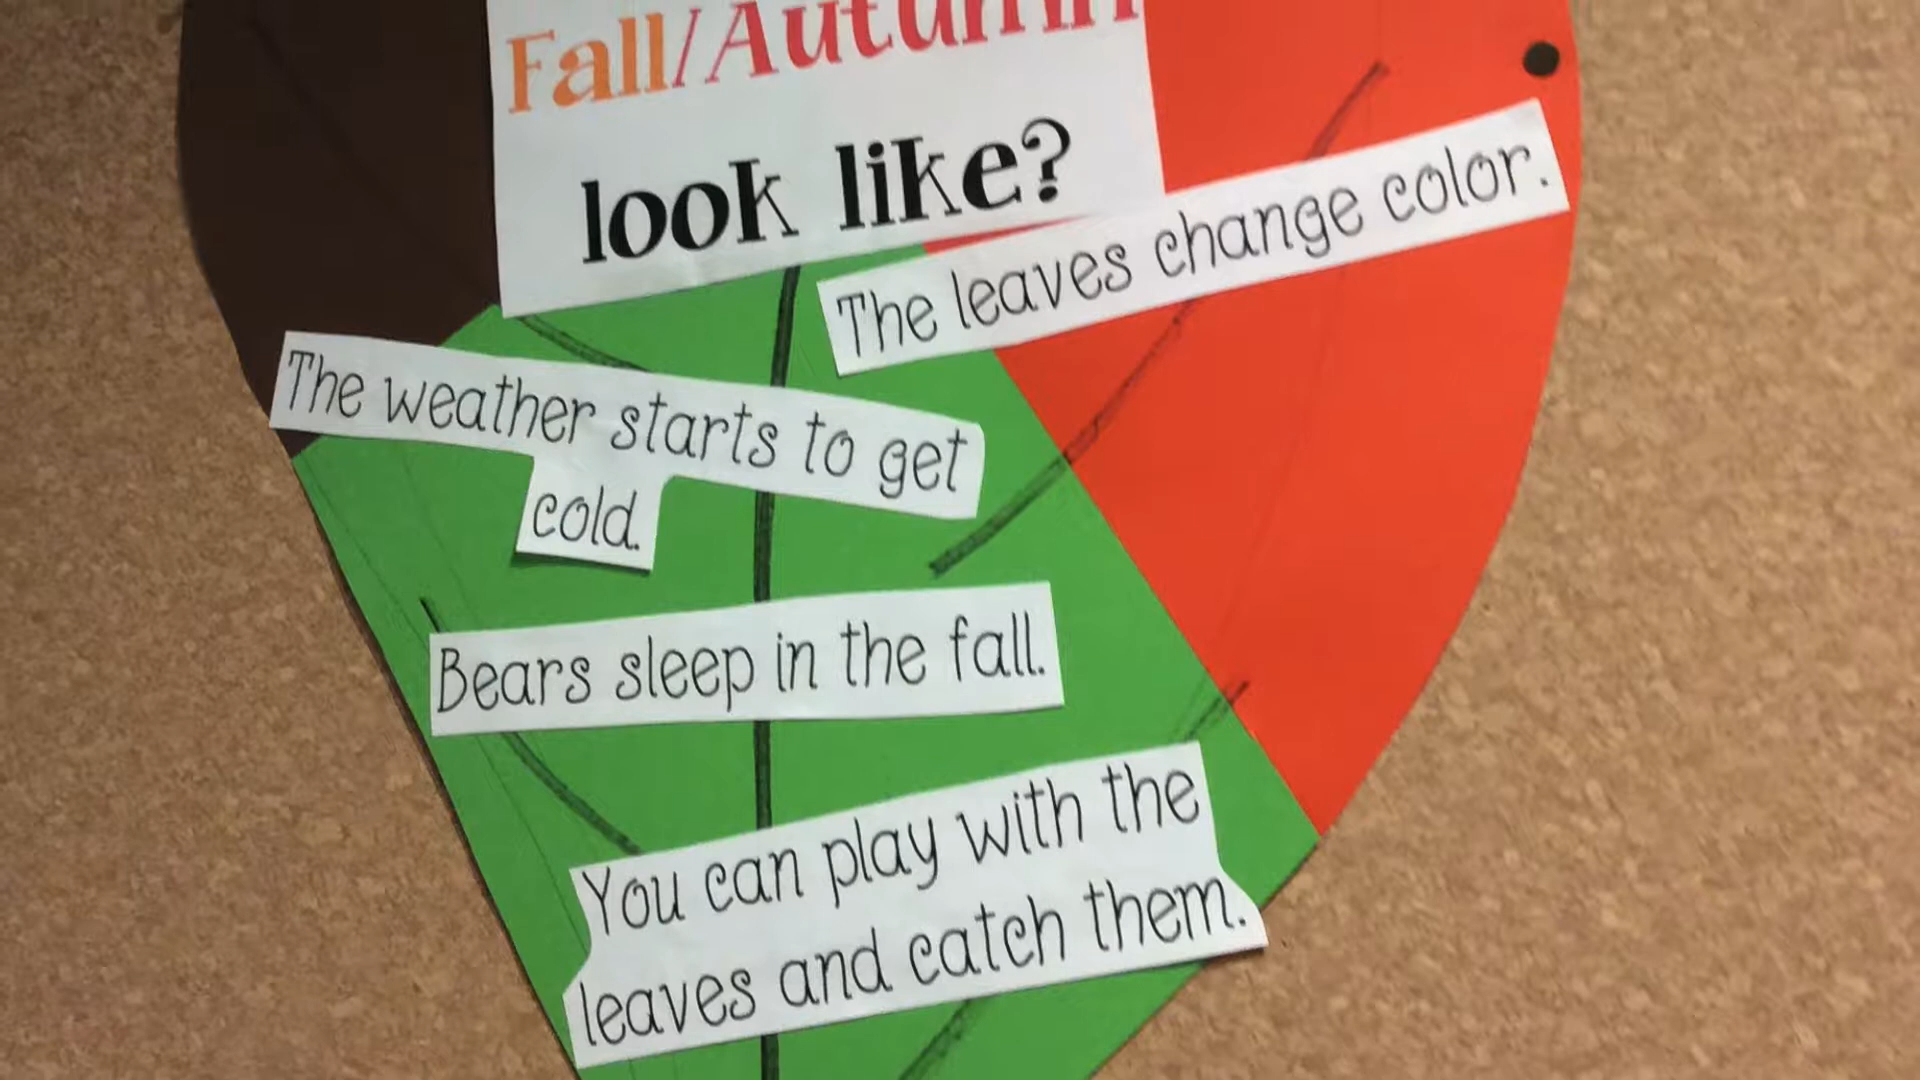 Fall/Autumn
look like?
The leaves change color.
The weather starts to get
cold.
Bears sleep in the fall.
You can play with the
leaves and catch them.